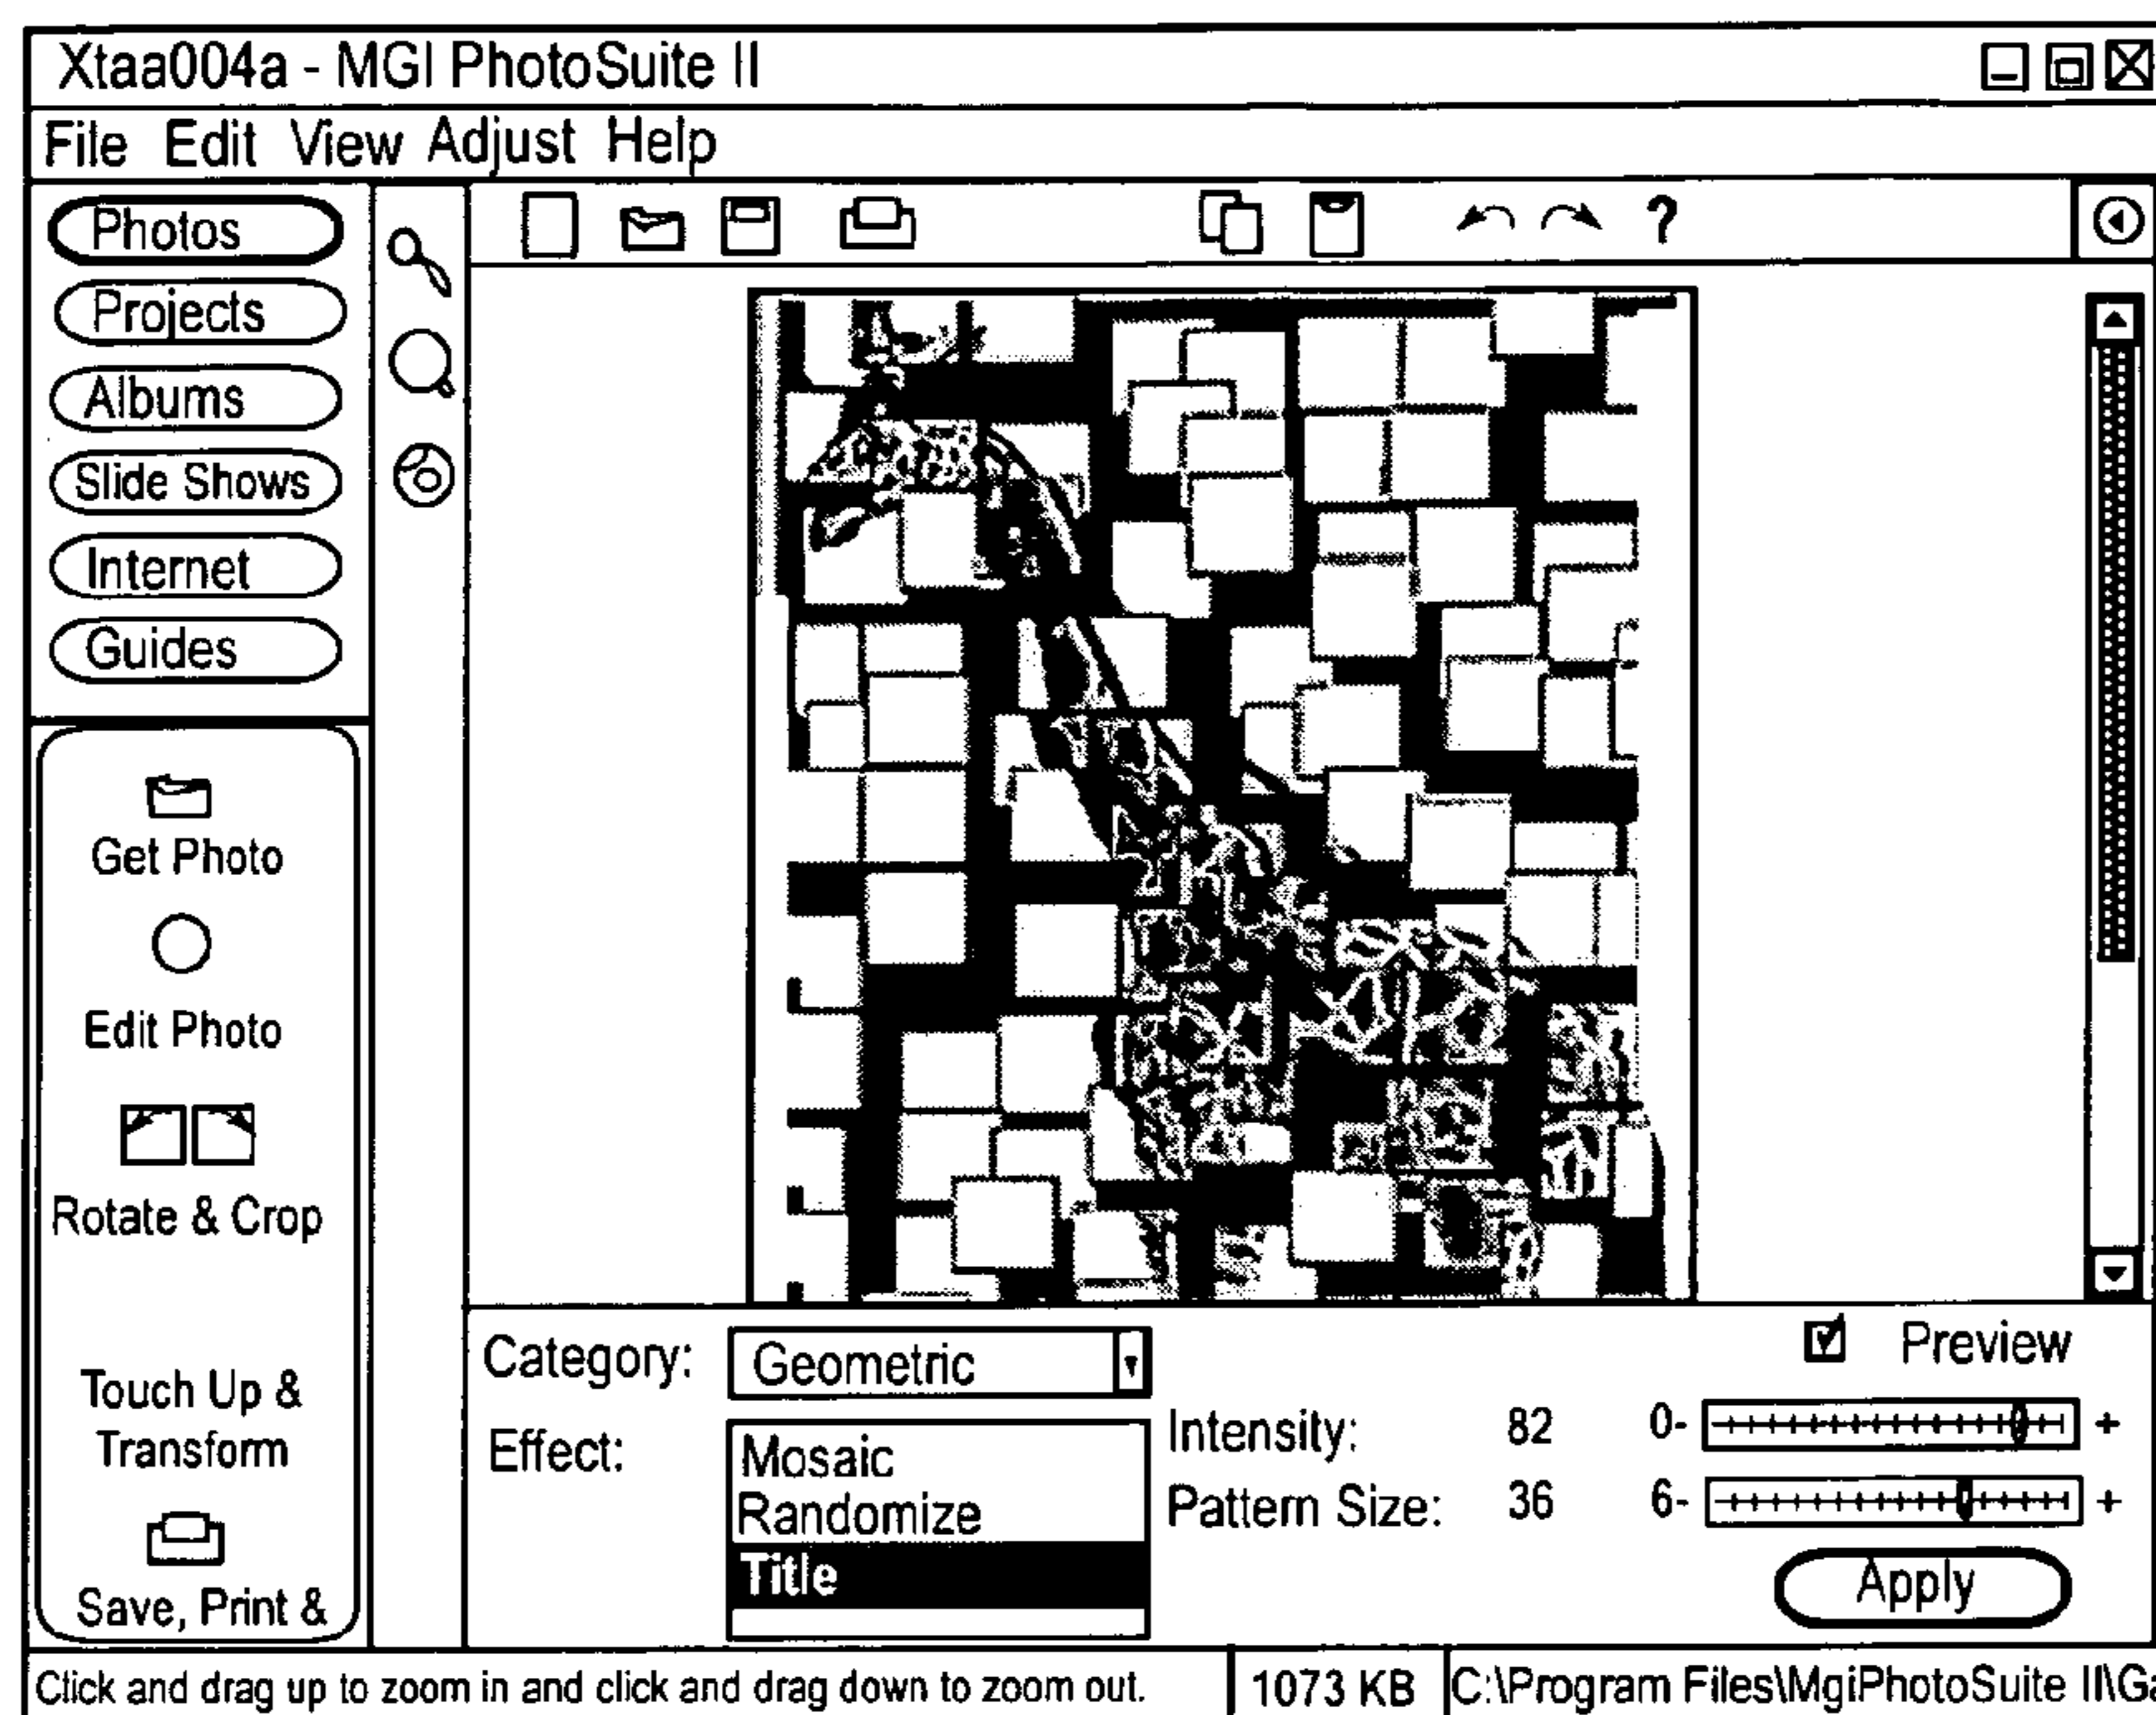 Xtaa004a - MGI PhotoSuite II
File Edit View Adjust Help
Photos
Projects
Albums
Slide Shows
Internet
Guides
?
Get Photo
Edit Photo
Rotate & Crop
Touch Up &
Transform
Save, Print &
Category: Geometric
Effect:
Mosaic
Randomize
Title
Preview
Intensity: 82 0- +
Pattern Size: 36 6- +
Apply
Click and drag up to zoom in and click and drag down to zoom out. 1073 KB C:\Program Files\MgiPhotoSuite II\Ga